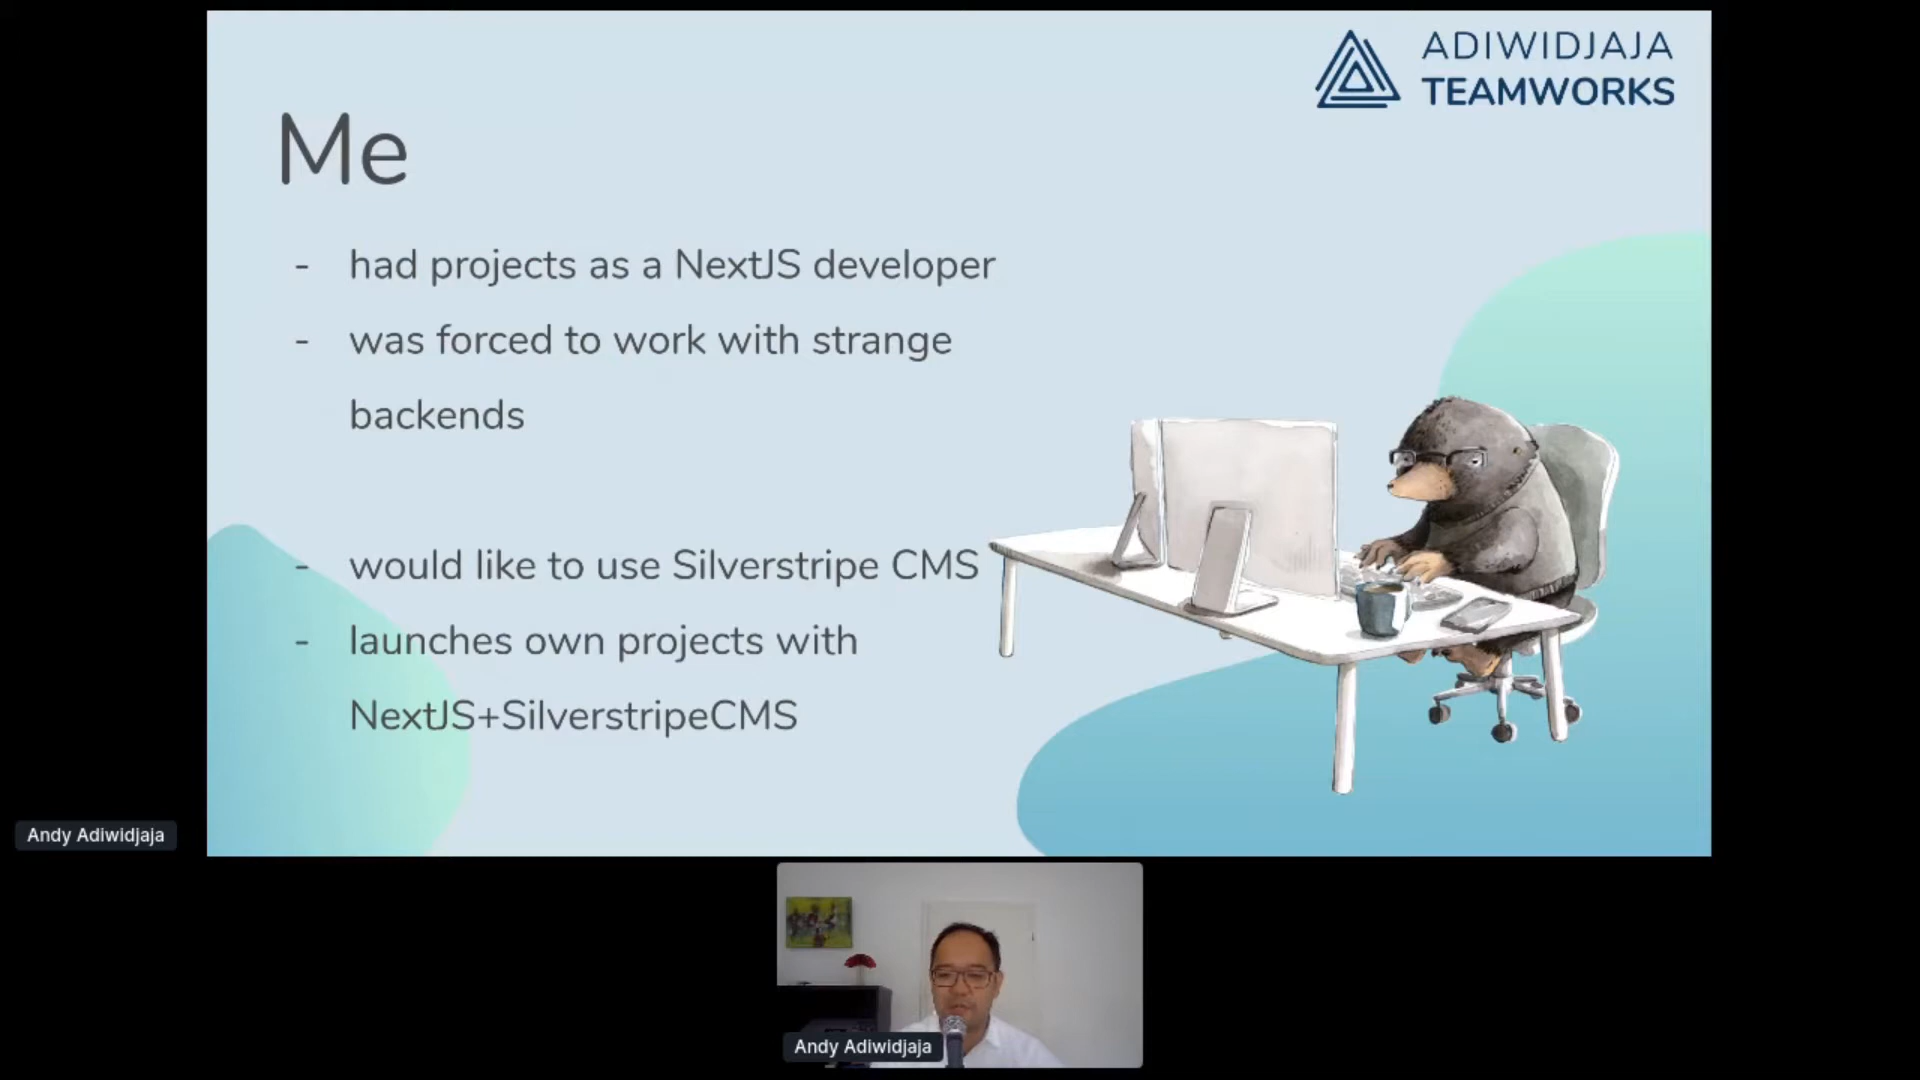 ADIWIDJAJA
TEAMWORKS
Me
- had projects as a NextJS developer
- was forced to work with strange
backends
- would like to use Silverstripe CMS
- launches own projects with
NextJS+SilverstripeCMS
Andy Adiwidjaja
Andy Adiwidjaja